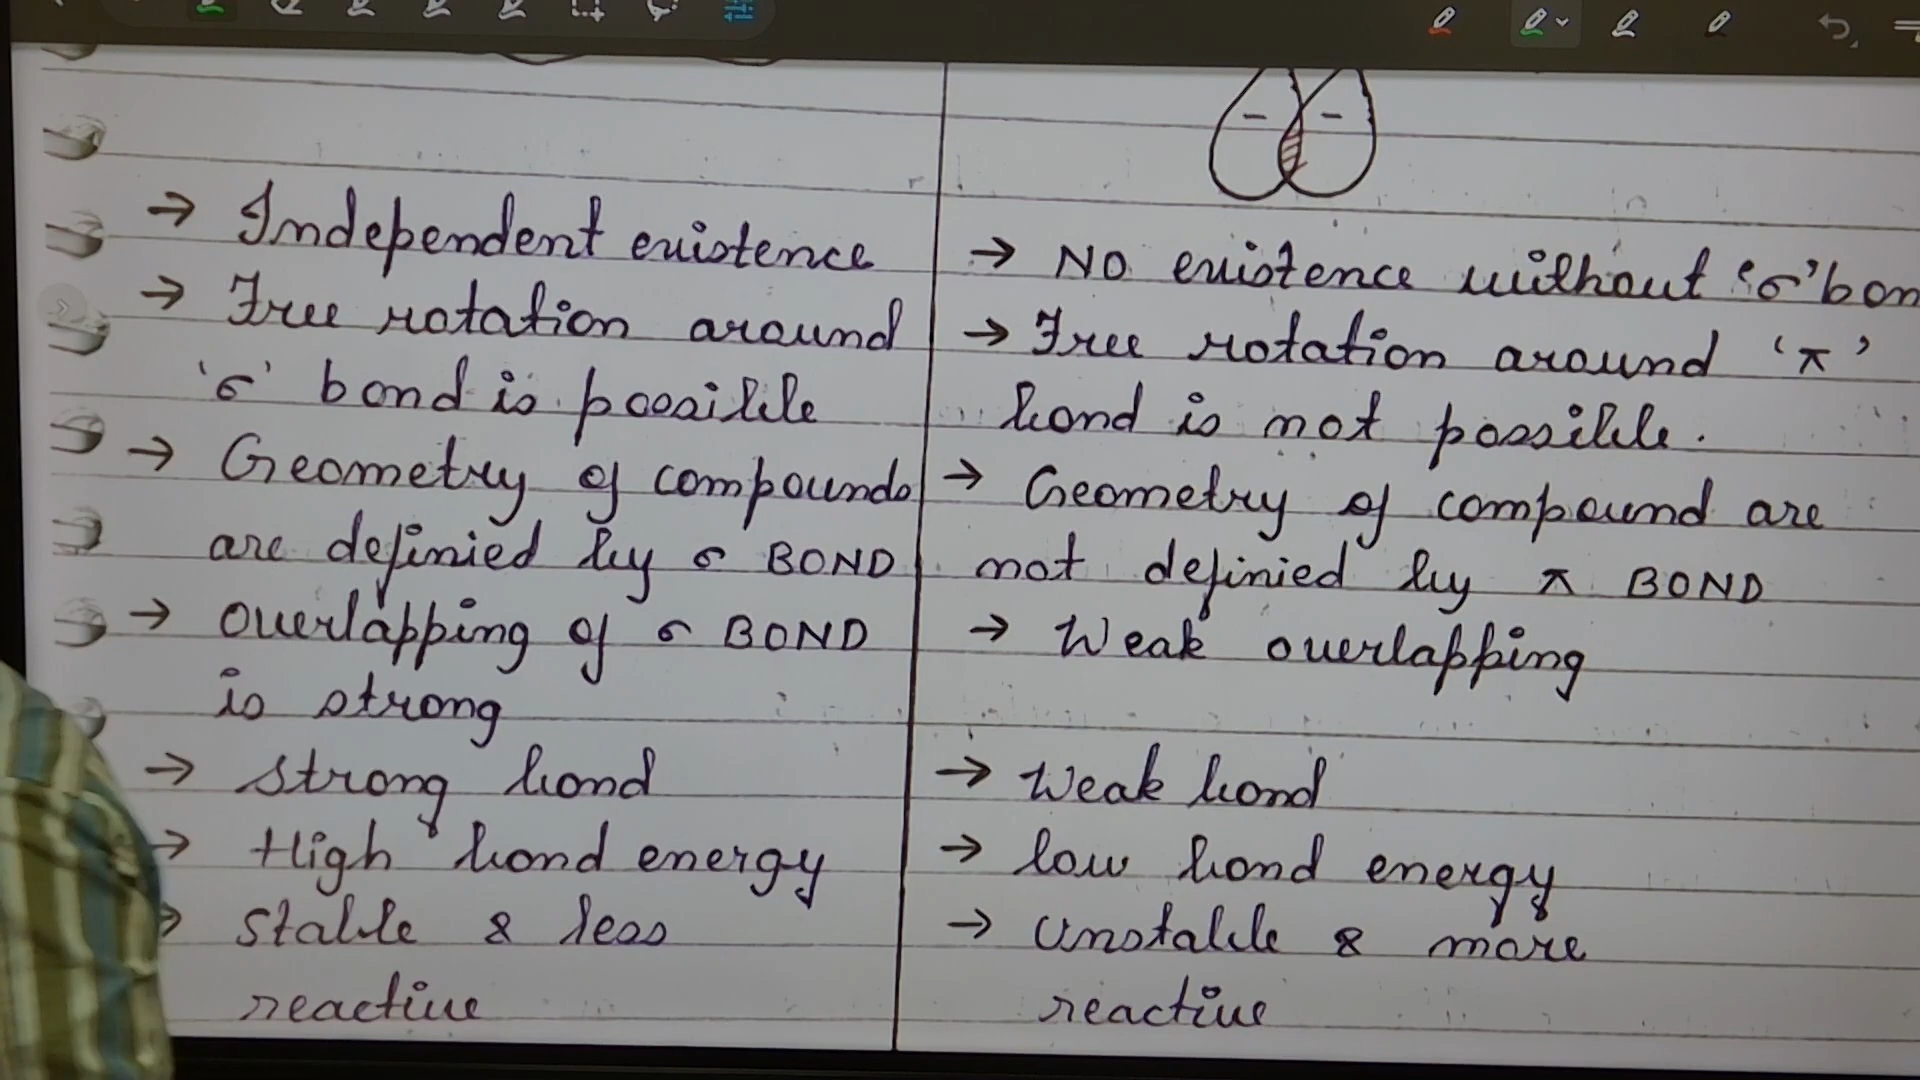 → Independent existence
→ Free rotation around
'σ' bond is possible
→ Geometry of compounds
are definied by σ BOND
→ Overlapping of σ BOND
is strong
→ Strong bond
→ High bond energy
→ Stable & less
reactive
→ NO existence without 'σ' bon
→ Free rotation around 'π'
bond is not possible.
→ Geometry of compound are
not definied by π BOND
→ Weak overlapping
→ Weak bond
→ low bond energy
→ Unstable & more
reactive